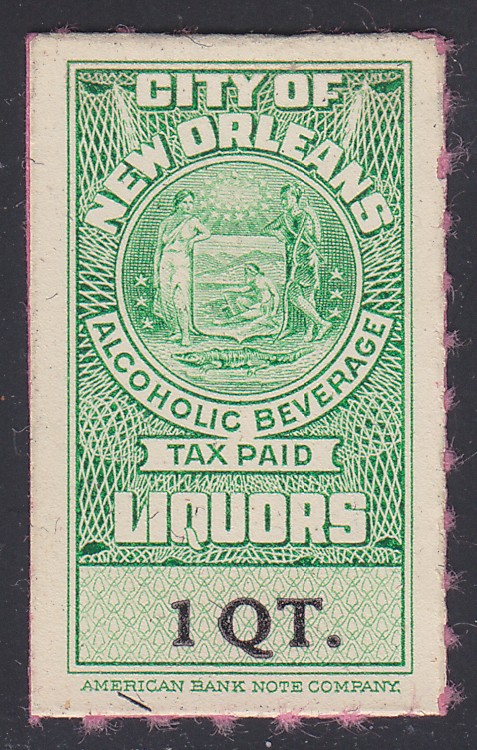 CITY OF
NEW ORLEANS
ALCOHOLIC BEVERAGE
TAX PAID
LIQUORS
1 QT.
AMERICAN BANK NOTE COMPANY.